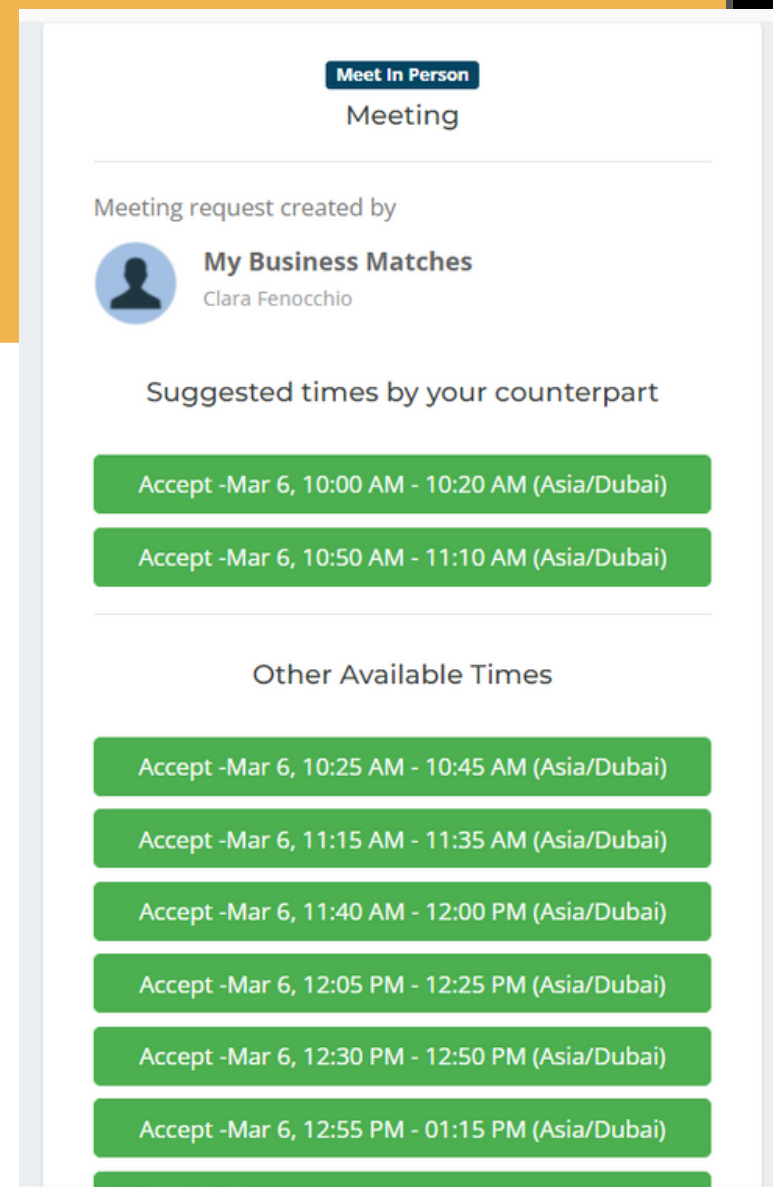 Meet In Person
Meeting
Meeting request created by
My Business Matches
Clara Fenocchio
Suggested times by your counterpart
Accept -Mar 6, 10:00 AM - 10:20 AM (Asia/Dubai)
Accept -Mar 6, 10:50 AM - 11:10 AM (Asia/Dubai)
Other Available Times
Accept -Mar 6, 10:25 AM - 10:45 AM (Asia/Dubai)
Accept -Mar 6, 11:15 AM - 11:35 AM (Asia/Dubai)
Accept -Mar 6, 11:40 AM - 12:00 PM (Asia/Dubai)
Accept -Mar 6, 12:05 PM - 12:25 PM (Asia/Dubai)
Accept -Mar 6, 12:30 PM - 12:50 PM (Asia/Dubai)
Accept -Mar 6, 12:55 PM - 01:15 PM (Asia/Dubai)